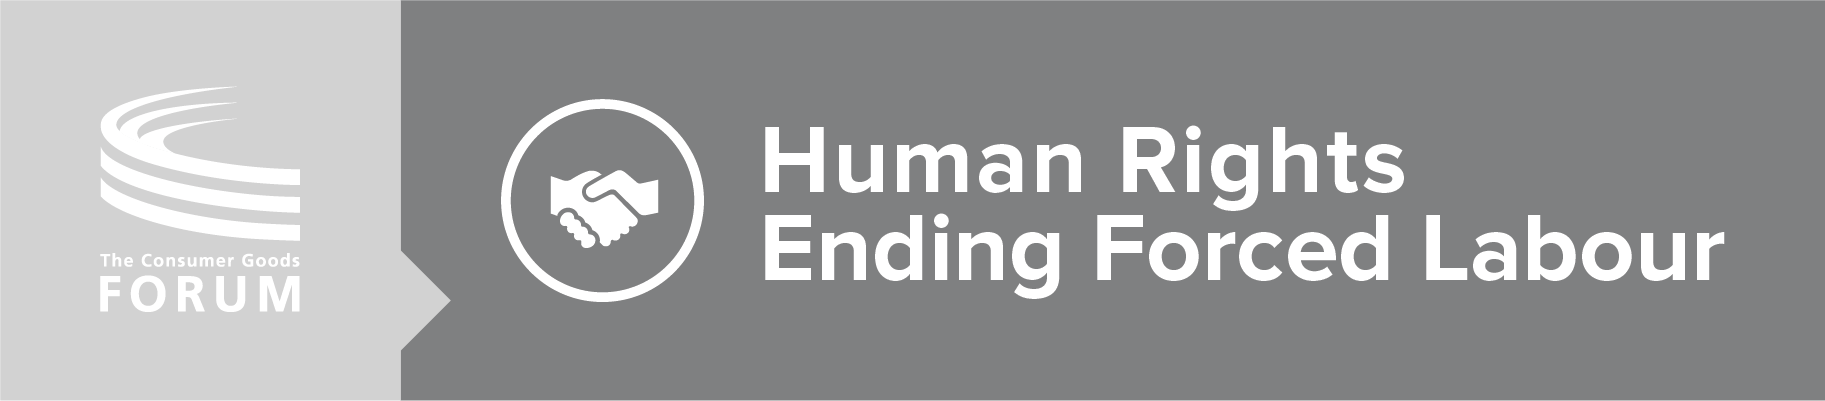 The Consumer Goods
FORUM
Human Rights
Ending Forced Labour